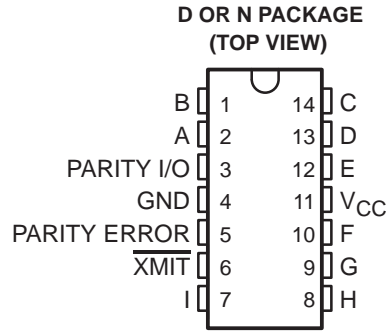 D OR N PACKAGE
(TOP VIEW)
B 1 14 C
A 2 13 D
PARITY I/O 3 12 E
GND 4 11 VCC
PARITY ERROR 5 10 F
XMIT 6 9 G
I 7 8 H